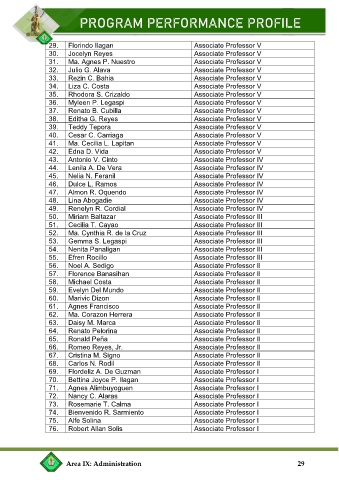 PROGRAM PERFORMANCE PROFILE
29. Florindo Ilagan Associate Professor V
30. Jocelyn Reyes Associate Professor V
31. Ma. Agnes P. Nuestro Associate Professor V
32. Julio G. Alava Associate Professor V
33. Rezin C. Bahia Associate Professor V
34. Liza C. Costa Associate Professor V
35. Rhodora S. Crizaldo Associate Professor V
36. Myleen P. Legaspi Associate Professor V
37. Renato B. Cubilla Associate Professor V
38. Editha G. Reyes Associate Professor V
39. Teddy Tepora Associate Professor V
40. Cesar C. Carriaga Associate Professor V
41. Ma. Cecilia L. Lapitan Associate Professor V
42. Edna D. Vida Associate Professor V
43. Antonio V. Cinto Associate Professor IV
44. Lenila A. De Vera Associate Professor IV
45. Nelia N. Feranil Associate Professor IV
46. Dulce L. Ramos Associate Professor IV
47. Almon R. Oquendo Associate Professor IV
48. Lina Abogadie Associate Professor IV
49. Renelyn R. Cordial Associate Professor IV
50. Miriam Baltazar Associate Professor III
51. Cecilia T. Cayao Associate Professor III
52. Ma. Cynthia R. de la Cruz Associate Professor III
53. Gemma S. Legaspi Associate Professor III
54. Nenita Panaligan Associate Professor III
55. Efren Rocillo Associate Professor III
56. Noel A. Sedigo Associate Professor II
57. Florence Banasihan Associate Professor II
58. Michael Costa Associate Professor II
59. Evelyn Del Mundo Associate Professor II
60. Marivic Dizon Associate Professor II
61. Agnes Francisco Associate Professor II
62. Ma. Corazon Herrera Associate Professor II
63. Daisy M. Marca Associate Professor II
64. Renato Pelorina Associate Professor II
65. Ronald Peña Associate Professor II
66. Romeo Reyes, Jr. Associate Professor II
67. Cristina M. Signo Associate Professor II
68. Carlos N. Rodil Associate Professor II
69. Flordeliz A. De Guzman Associate Professor I
70. Bettina Joyce P. Ilagan Associate Professor I
71. Agnes Alimbuyoguen Associate Professor I
72. Nancy C. Alaras Associate Professor I
73. Rosemarie T. Calma Associate Professor I
74. Bienvenido R. Sarmiento Associate Professor I
75. Alfe Solina Associate Professor I
76. Robert Allan Solis Associate Professor I
Area IX: Administration 29